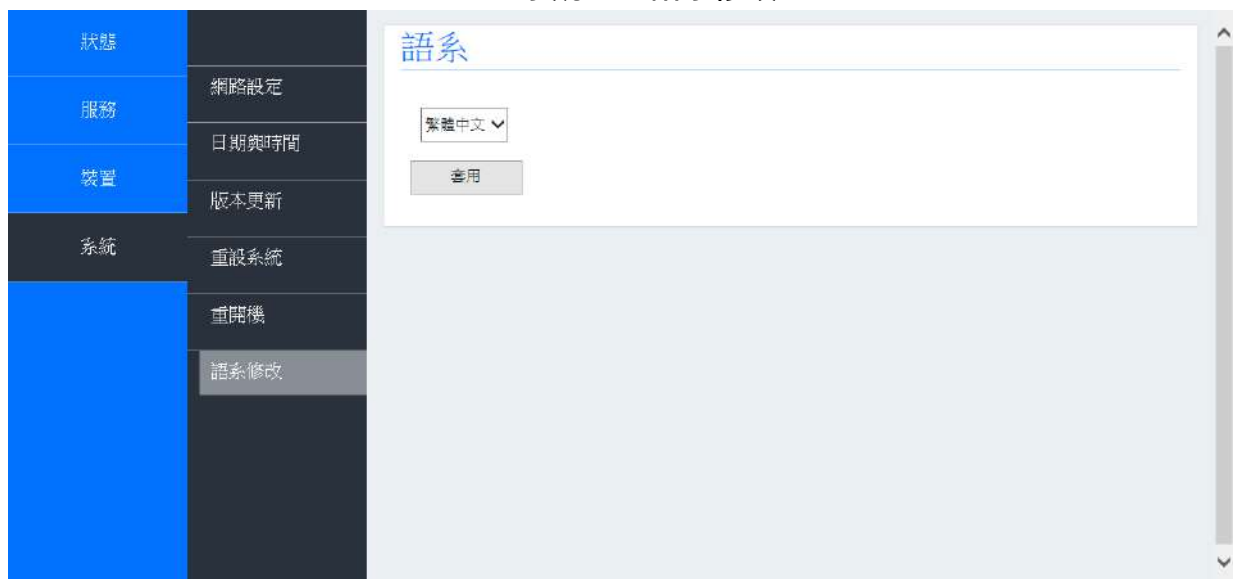 狀態
服務
裝置
系統
網路設定
日期與時間
版本更新
重設系統
重開機
語系修改
語系
繁體中文
套用